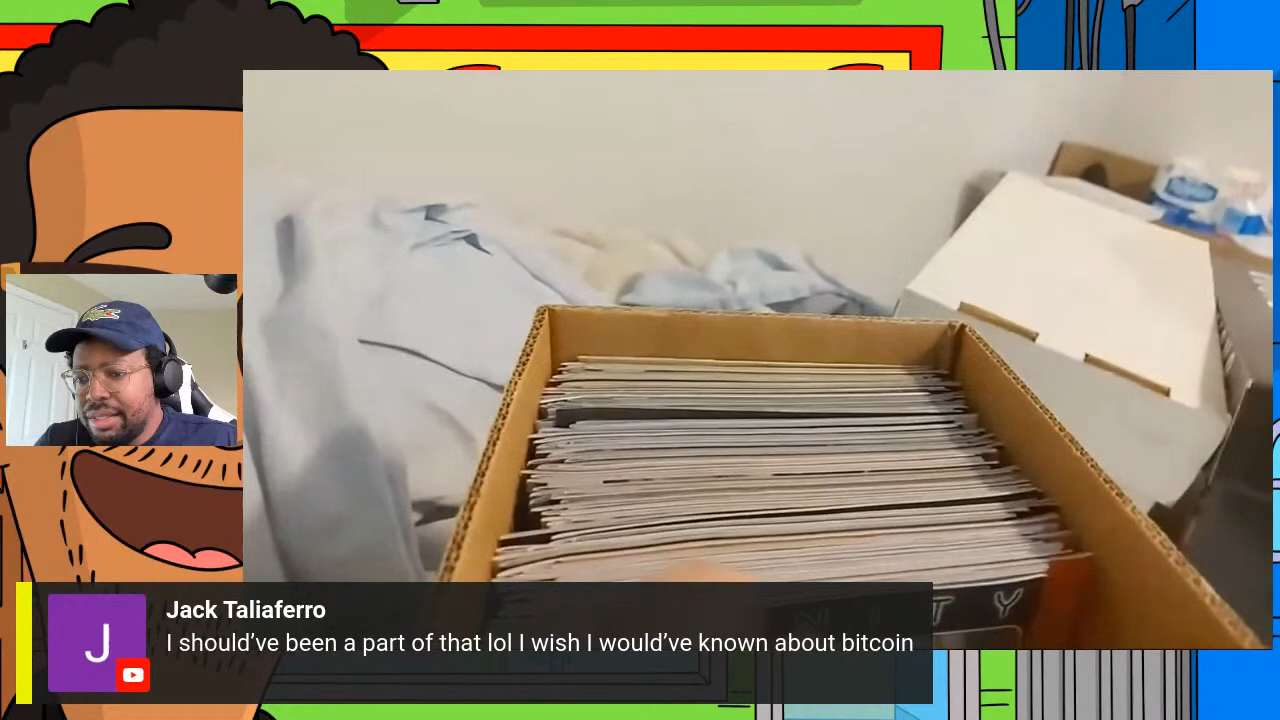 N I T Y
J
Jack Taliaferro
I should’ve been a part of that lol I wish I would’ve known about bitcoin